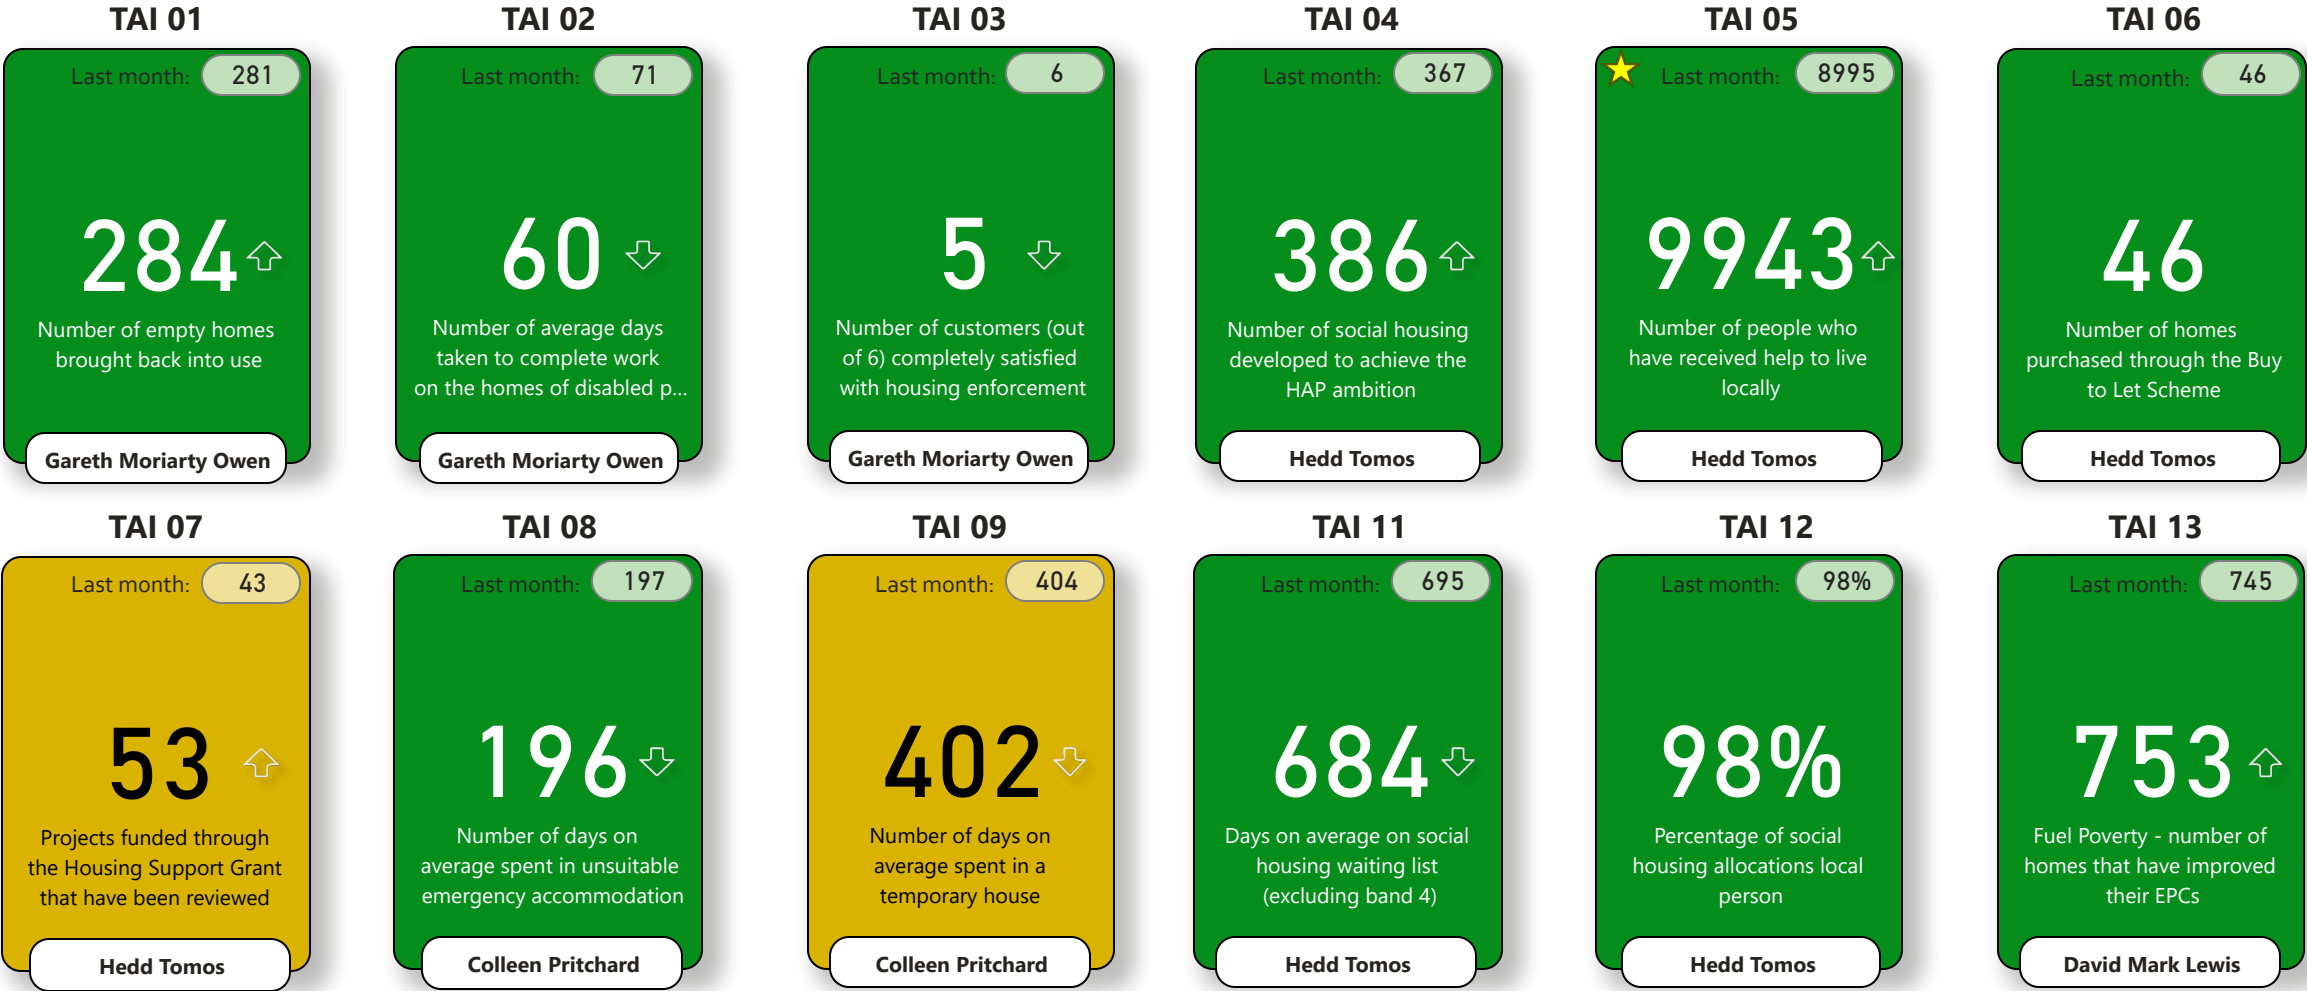 TAI 01
Last month: 281
284
Number of empty homes
brought back into use
Gareth Moriarty Owen
TAI 02
Last month: 71
60
Number of average days
taken to complete work
on the homes of disabled p...
Gareth Moriarty Owen
TAI 03
Last month: 6
5
Number of customers (out
of 6) completely satisfied
with housing enforcement
Gareth Moriarty Owen
TAI 04
Last month: 367
386
Number of social housing
developed to achieve the
HAP ambition
Hedd Tomos
TAI 05
Last month: 8995
9943
Number of people who
have received help to live
locally
Hedd Tomos
TAI 06
Last month: 46
46
Number of homes
purchased through the Buy
to Let Scheme
Hedd Tomos
TAI 07
Last month: 43
53
Projects funded through
the Housing Support Grant
that have been reviewed
Hedd Tomos
TAI 08
Last month: 197
196
Number of days on
average spent in unsuitable
emergency accommodation
Colleen Pritchard
TAI 09
Last month: 404
402
Number of days on
average spent in a
temporary house
Colleen Pritchard
TAI 11
Last month: 695
684
Days on average on social
housing waiting list
(excluding band 4)
Hedd Tomos
TAI 12
Last month: 98%
98%
Percentage of social
housing allocations local
person
Hedd Tomos
TAI 13
Last month: 745
753
Fuel Poverty - number of
homes that have improved
their EPCs
David Mark Lewis